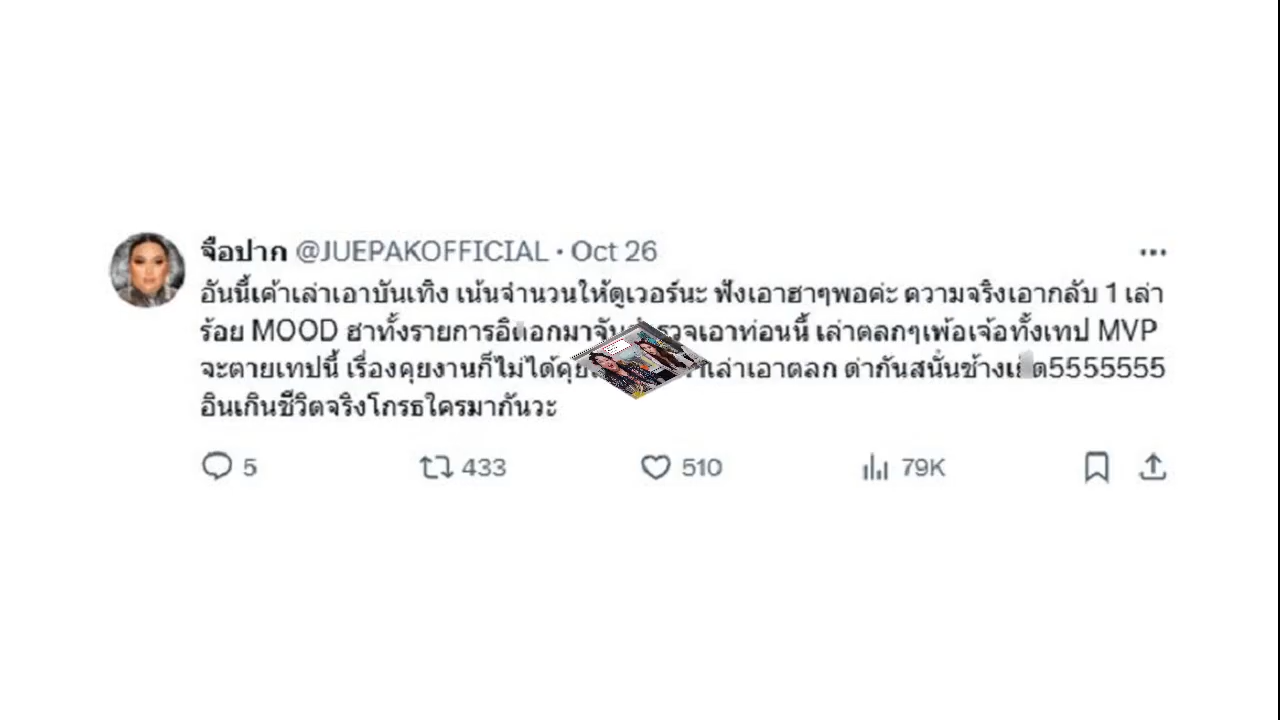 จือปาก @JUEPAKOFFICIAL · Oct 26
อันนี้เค้าเล่าเอาบันเทิง เน้นจำนวนให้ดูเวอร์นะ ฟังเอาฮาๆพอค่ะ ความจริงเอากลับ 1 เล่า
ร้อย MOOD ฮาทั้งรายการ เอาท่อนนี้ เล่าตลกๆเพ้อเจ้อทั้งเทป MVP
จะตายเทปนี้ เรื่องคุยงานก็ไม่ได้คุย เล่าเอาตลก ด่ากันสนั่นช้าง 5555555
อินเกินชีวิตจริงโกรธใครมากันวะ
5 433 510 79K